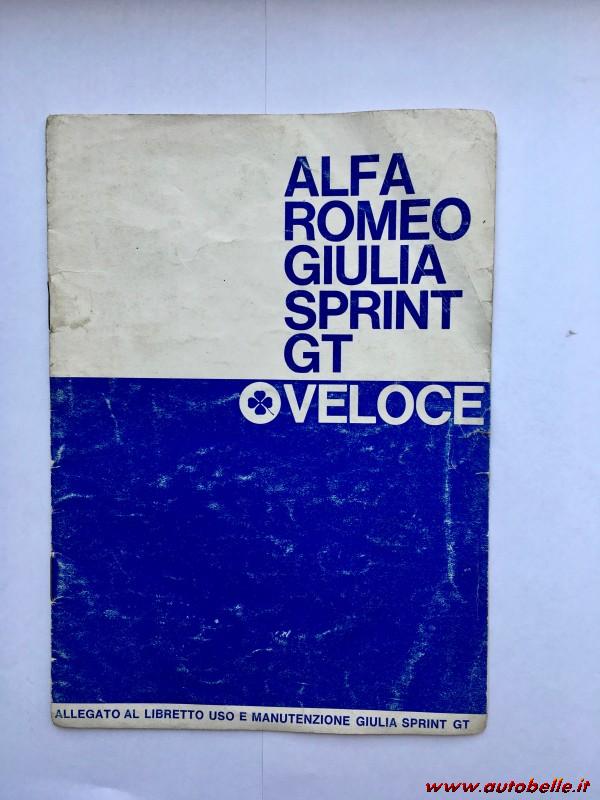 ALFA
ROMEO
GIULIA
SPRINT
GT
VELOCE
ALLEGATO AL LIBRETTO USO E MANUTENZIONE GIULIA SPRINT GT
www.autobelle.it